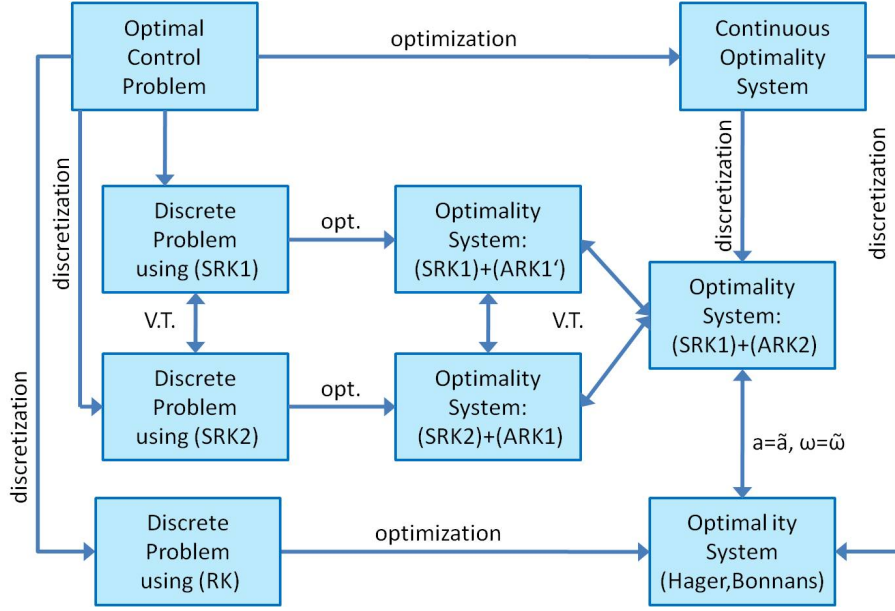 Optimal
Control
Problem
optimization
Continuous
Optimality
System
discretization
discretization
discretization
discretization
Discrete
Problem
using (SRK1)
opt.
Optimality
System:
(SRK1)+(ARK1‘)
V.T.
V.T.
Optimality
System:
(SRK1)+(ARK2)
Discrete
Problem
using (SRK2)
opt.
Optimality
System:
(SRK2)+(ARK1)
a=ã, ω=ω̃
Discrete
Problem
using (RK)
optimization
Optimal ity
System
(Hager,Bonnans)